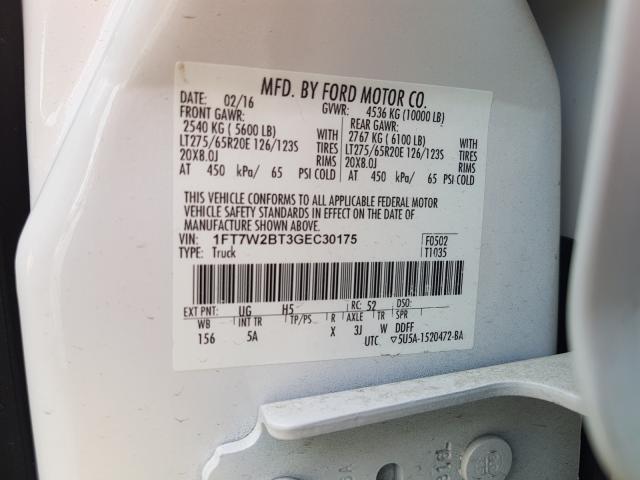 MFD. BY FORD MOTOR CO.
DATE: 02/16 GVWR: 4536 KG (10000 LB)
FRONT GAWR: REAR GAWR:
2540 KG ( 5600 LB) WITH 2767 KG ( 6100 LB) WITH
LT275/65R20E 126/123S TIRES LT275/65R20E 126/123S TIRES
20X8.0J RIMS 20X8.0J RIMS
AT 450 kPa/ 65 PSI COLD AT 450 kPa/ 65 PSI COLD
THIS VEHICLE CONFORMS TO ALL APPLICABLE FEDERAL MOTOR
VEHICLE SAFETY STANDARDS IN EFFECT ON THE DATE OF
MANUFACTURE SHOWN ABOVE.
VIN: 1FT7W2BT3GEC30175 F0502
TYPE: Truck T1035
EXT PNT: UG H5 RC: 52 DSO:
WB INT TR TP/PS R AXLE TR SPR
156 5A X 3J W DDFF
UTC ▽5U5A-1520472-BA